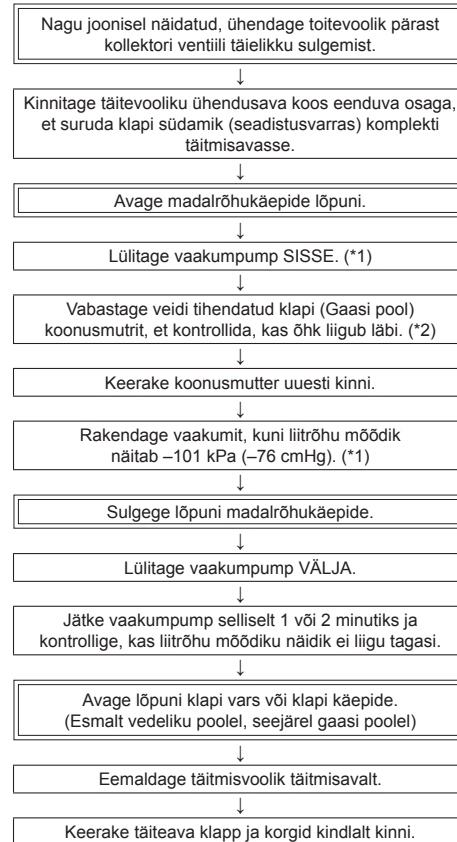 Nagu joonisel näidatud, ühendage toitevoolik pärast
kollektori ventiili täielikku sulgemist.
↓
Kinnitage täitevooliku ühendusava koos eenduva osaga,
et suruda klapi südamik (seadistusvarras) komplekti
täitmisavasse.
↓
Avage madalrõhukäepide lõpuni.
↓
Lülitage vaakumpump SISSE. (*1)
↓
Vabastage veidi tihendatud klapi (Gaasi pool)
koonusmutrit, et kontrollida, kas õhk liigub läbi. (*2)
↓
Keerake koonusmutter uuesti kinni.
↓
Rakendage vaakumit, kuni liitrõhu mõõdik
näitab –101 kPa (–76 cmHg). (*1)
↓
Sulgege lõpuni madalrõhukäepide.
↓
Lülitage vaakumpump VÄLJA.
↓
Jätke vaakumpump selliselt 1 või 2 minutiks ja
kontrollige, kas liitrõhu mõõdiku näidik ei liigu tagasi.
↓
Avage lõpuni klapi vars või klapi käepide.
(Esmalt vedeliku poolel, seejärel gaasi poolel)
↓
Eemaldage täitmisvoolik täitmisavalt.
↓
Keerake täiteava klapp ja korgid kindlalt kinni.